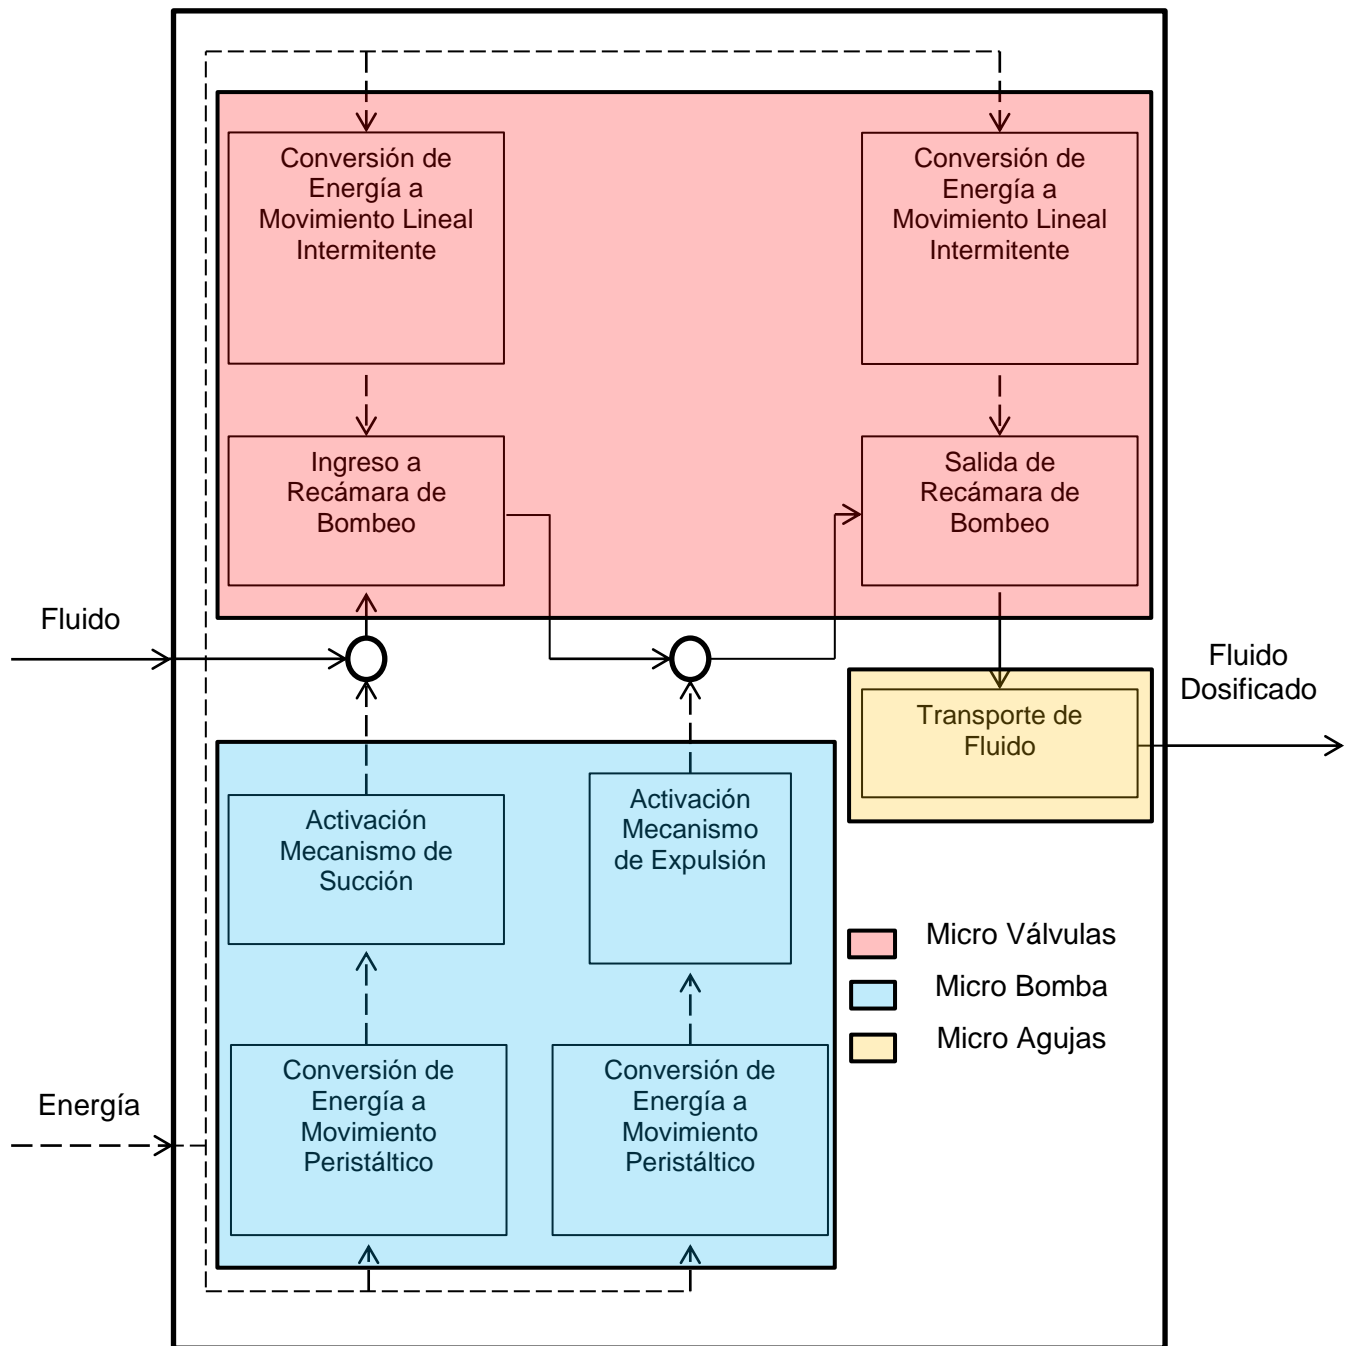 Conversión de
Energía a
Movimiento Lineal
Intermitente
Conversión de
Energía a
Movimiento Lineal
Intermitente
Ingreso a
Recámara de
Bombeo
Salida de
Recámara de
Bombeo
Fluido
Fluido
Dosificado
Transporte de
Fluido
Activación
Mecanismo de
Succión
Activación
Mecanismo
de Expulsión
Micro Válvulas
Micro Bomba
Micro Agujas
Energía
Conversión de
Energía a
Movimiento
Peristáltico
Conversión de
Energía a
Movimiento
Peristáltico